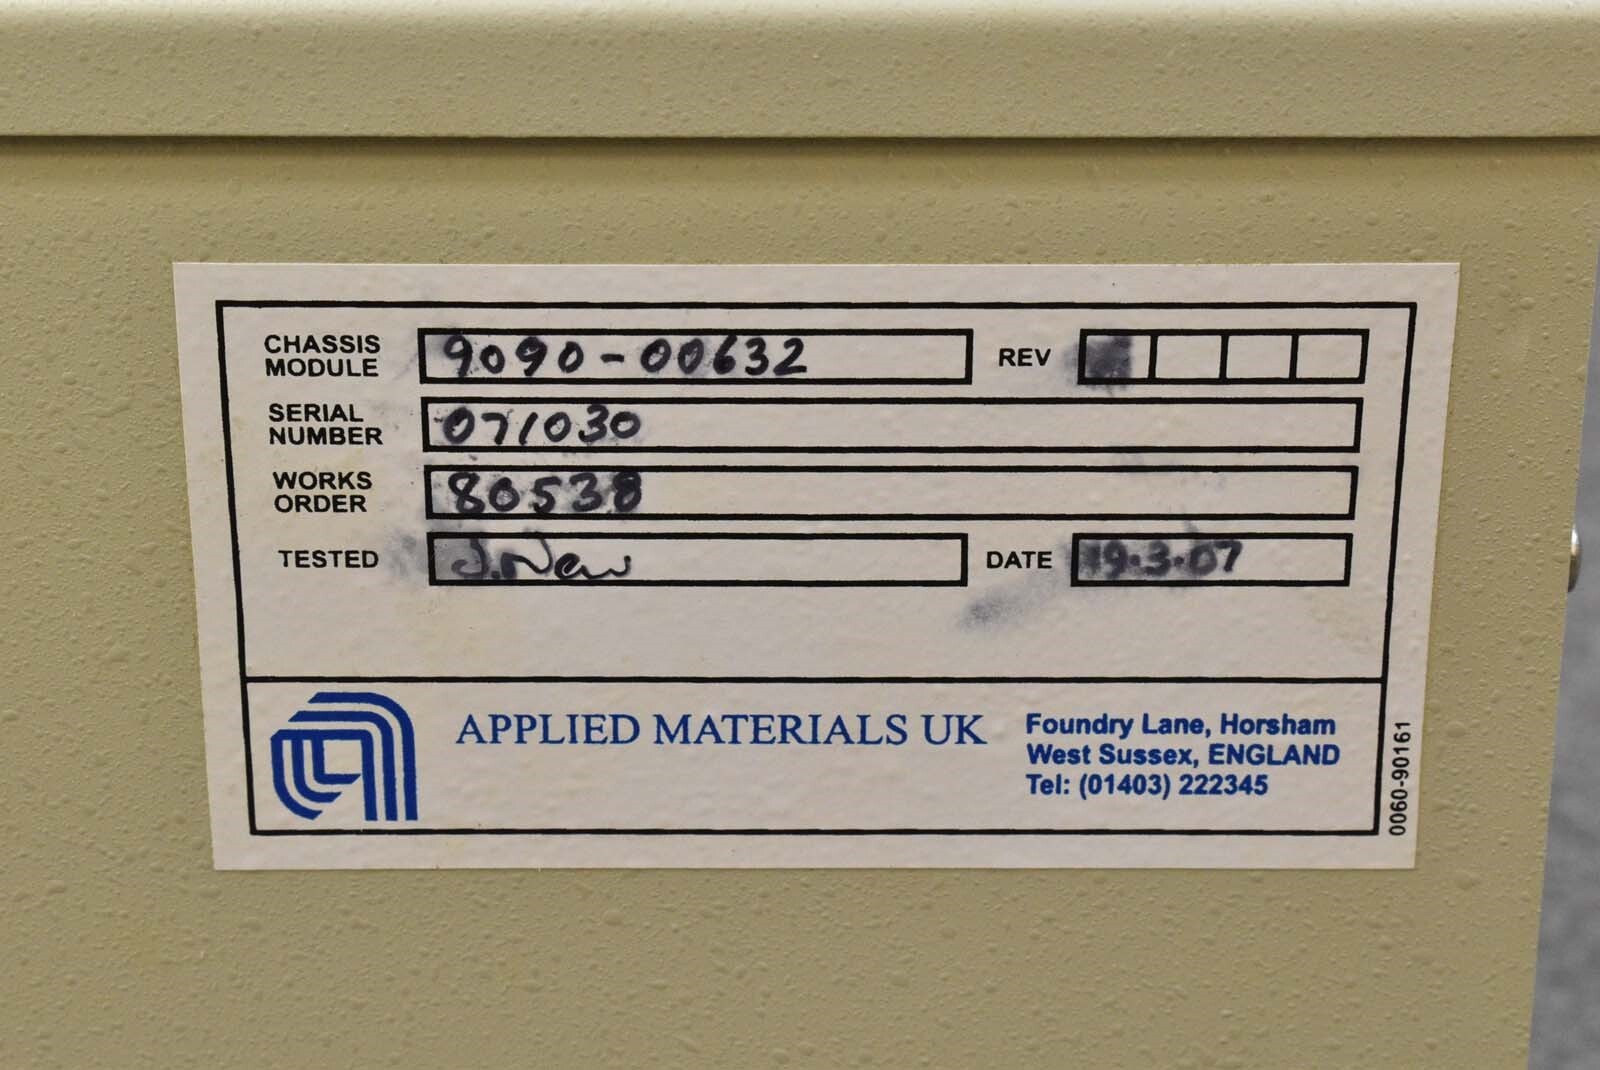 CHASSIS MODULE 9090-00632 REV
SERIAL NUMBER 071030
WORKS ORDER 80538
TESTED J. New DATE 19.3.07
APPLIED MATERIALS UK
Foundry Lane, Horsham
West Sussex, ENGLAND
Tel: (01403) 222345
0060-90161